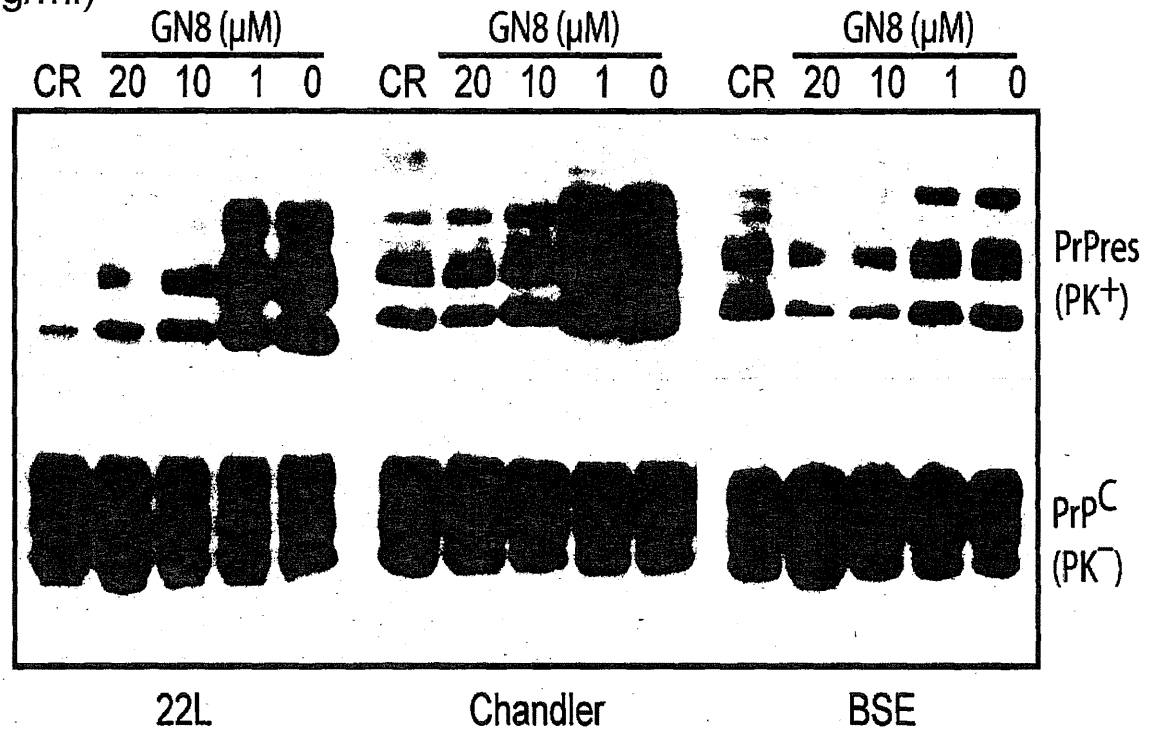 g/ml)
GN8 (µM) GN8 (µM) GN8 (µM)
CR 20 10 1 0 CR 20 10 1 0 CR 20 10 1 0
PrPres
(PK⁺)
PrPᶜ
(PK⁻)
22L Chandler BSE